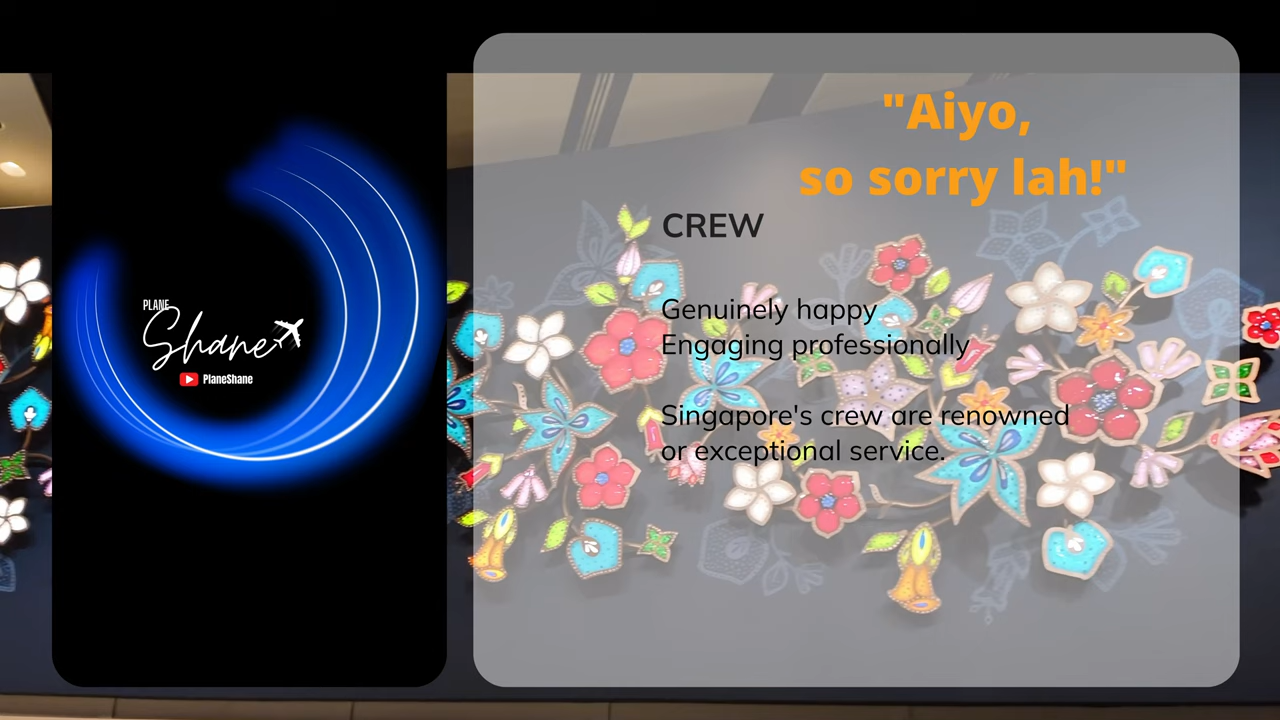 PLANE
Shane
PlaneShane
"Aiyo,
so sorry lah!"
CREW
Genuinely happy
Engaging professionally
Singapore's crew are renowned
or exceptional service.